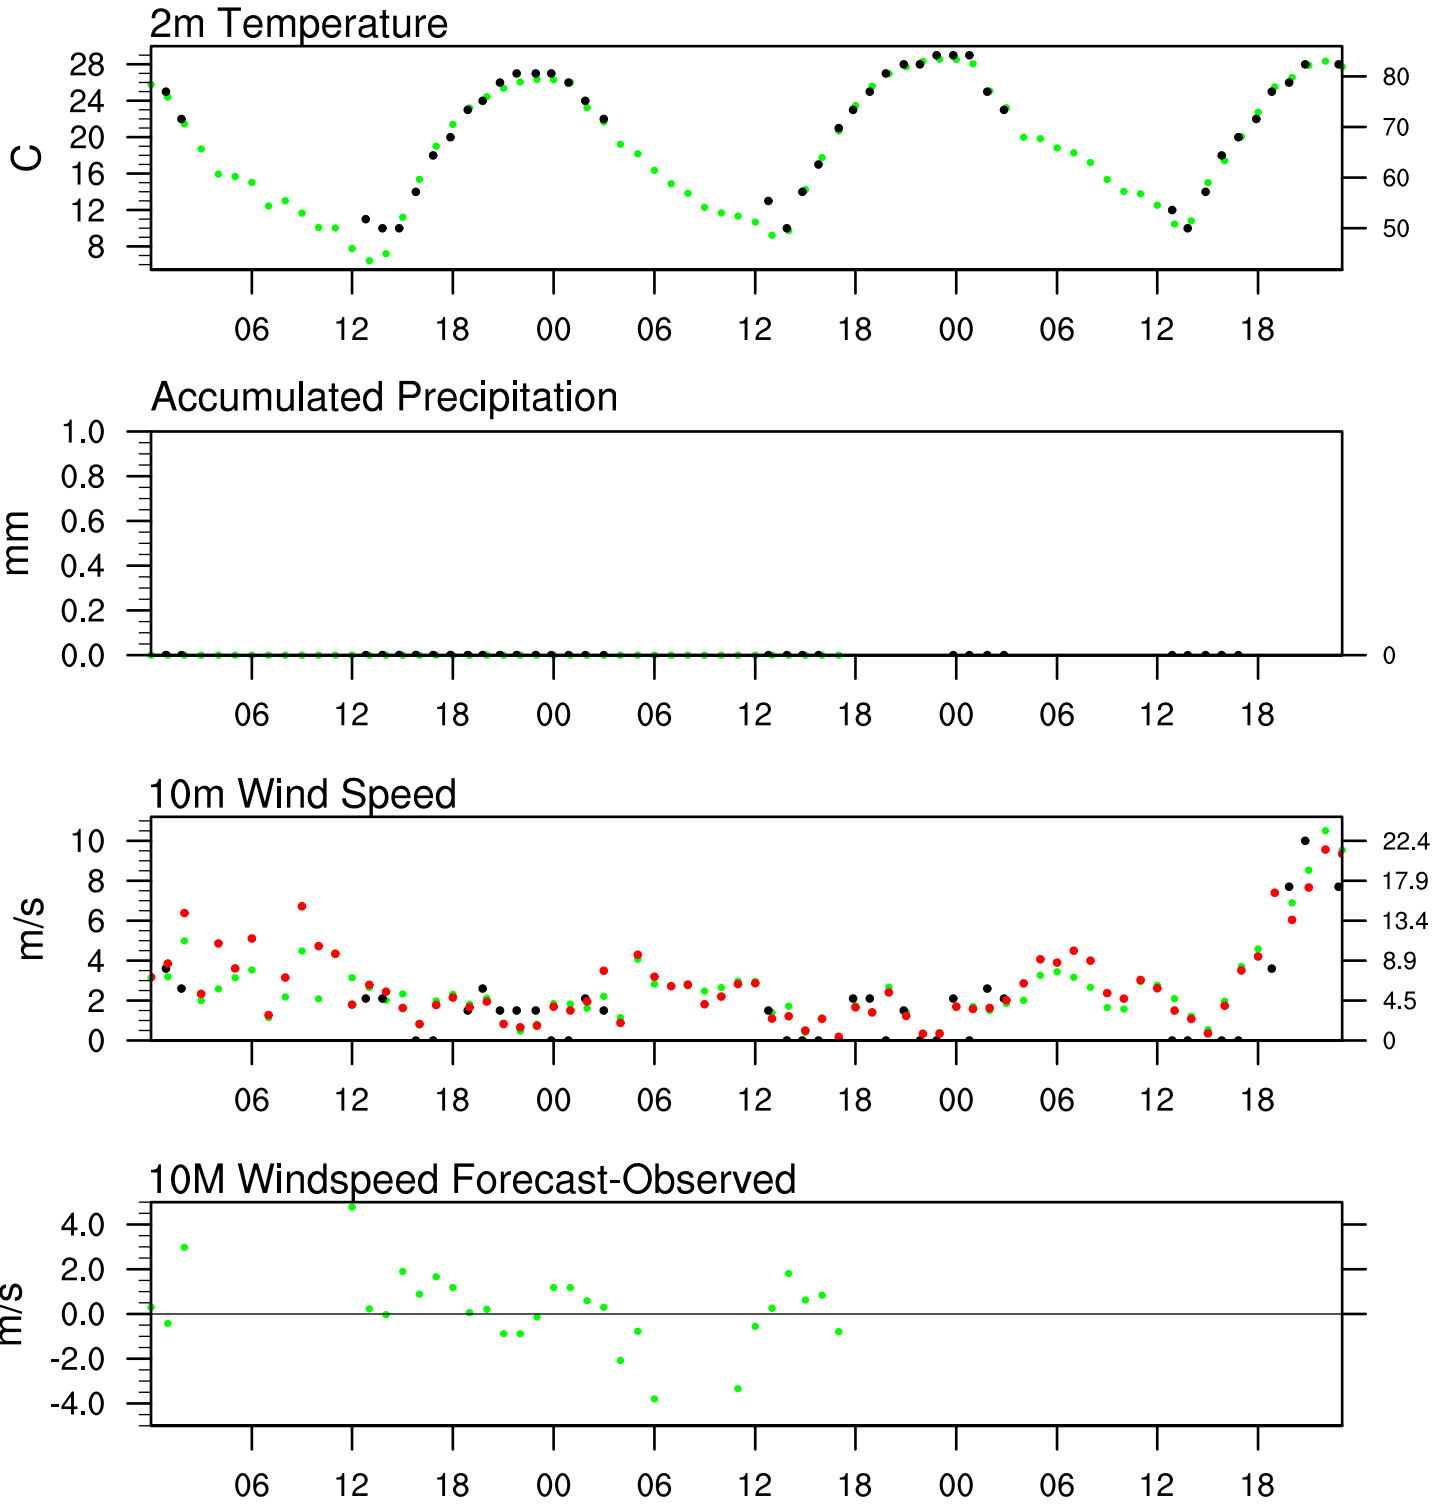 2m Temperature
28
24
20
16
12
8
C
80
70
60
50
06 12 18 00 06 12 18 00 06 12 18
Accumulated Precipitation
1.0
0.8
0.6
0.4
0.2
0.0
mm
0
06 12 18 00 06 12 18 00 06 12 18
10m Wind Speed
10
8
6
4
2
0
m/s
22.4
17.9
13.4
8.9
4.5
0
06 12 18 00 06 12 18 00 06 12 18
10M Windspeed Forecast-Observed
4.0
2.0
0.0
-2.0
-4.0
m/s
06 12 18 00 06 12 18 00 06 12 18